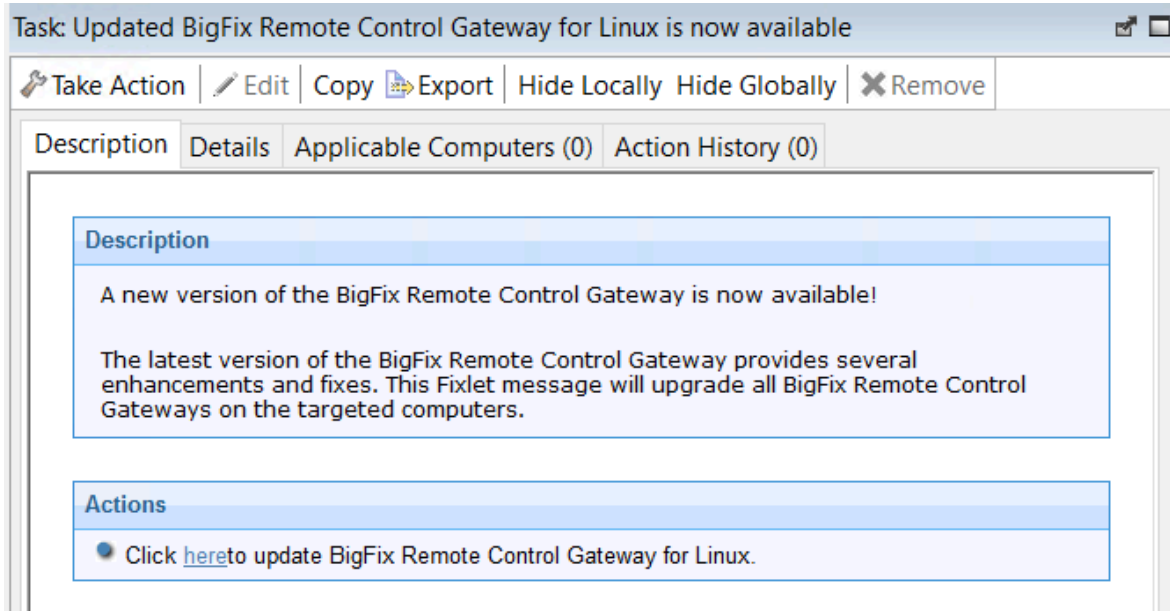 Task: Updated BigFix Remote Control Gateway for Linux is now available
Take Action Edit Copy Export Hide Locally Hide Globally Remove
Description Details Applicable Computers (0) Action History (0)
Description
A new version of the BigFix Remote Control Gateway is now available!
The latest version of the BigFix Remote Control Gateway provides several
enhancements and fixes. This Fixlet message will upgrade all BigFix Remote Control
Gateways on the targeted computers.
Actions
Click hereto update BigFix Remote Control Gateway for Linux.